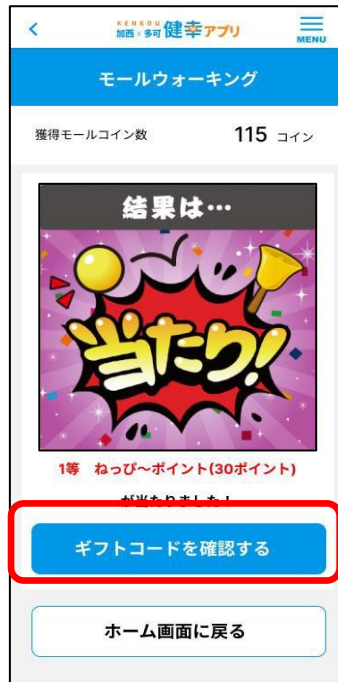 KENKOU
加西×多可 健幸アプリ
MENU
モールウォーキング
獲得モールコイン数 115 コイン
結果は…
当たり!
1等 ねっぴ〜ポイント(30ポイント)
が当たりました!
ギフトコードを確認する
ホーム画面に戻る